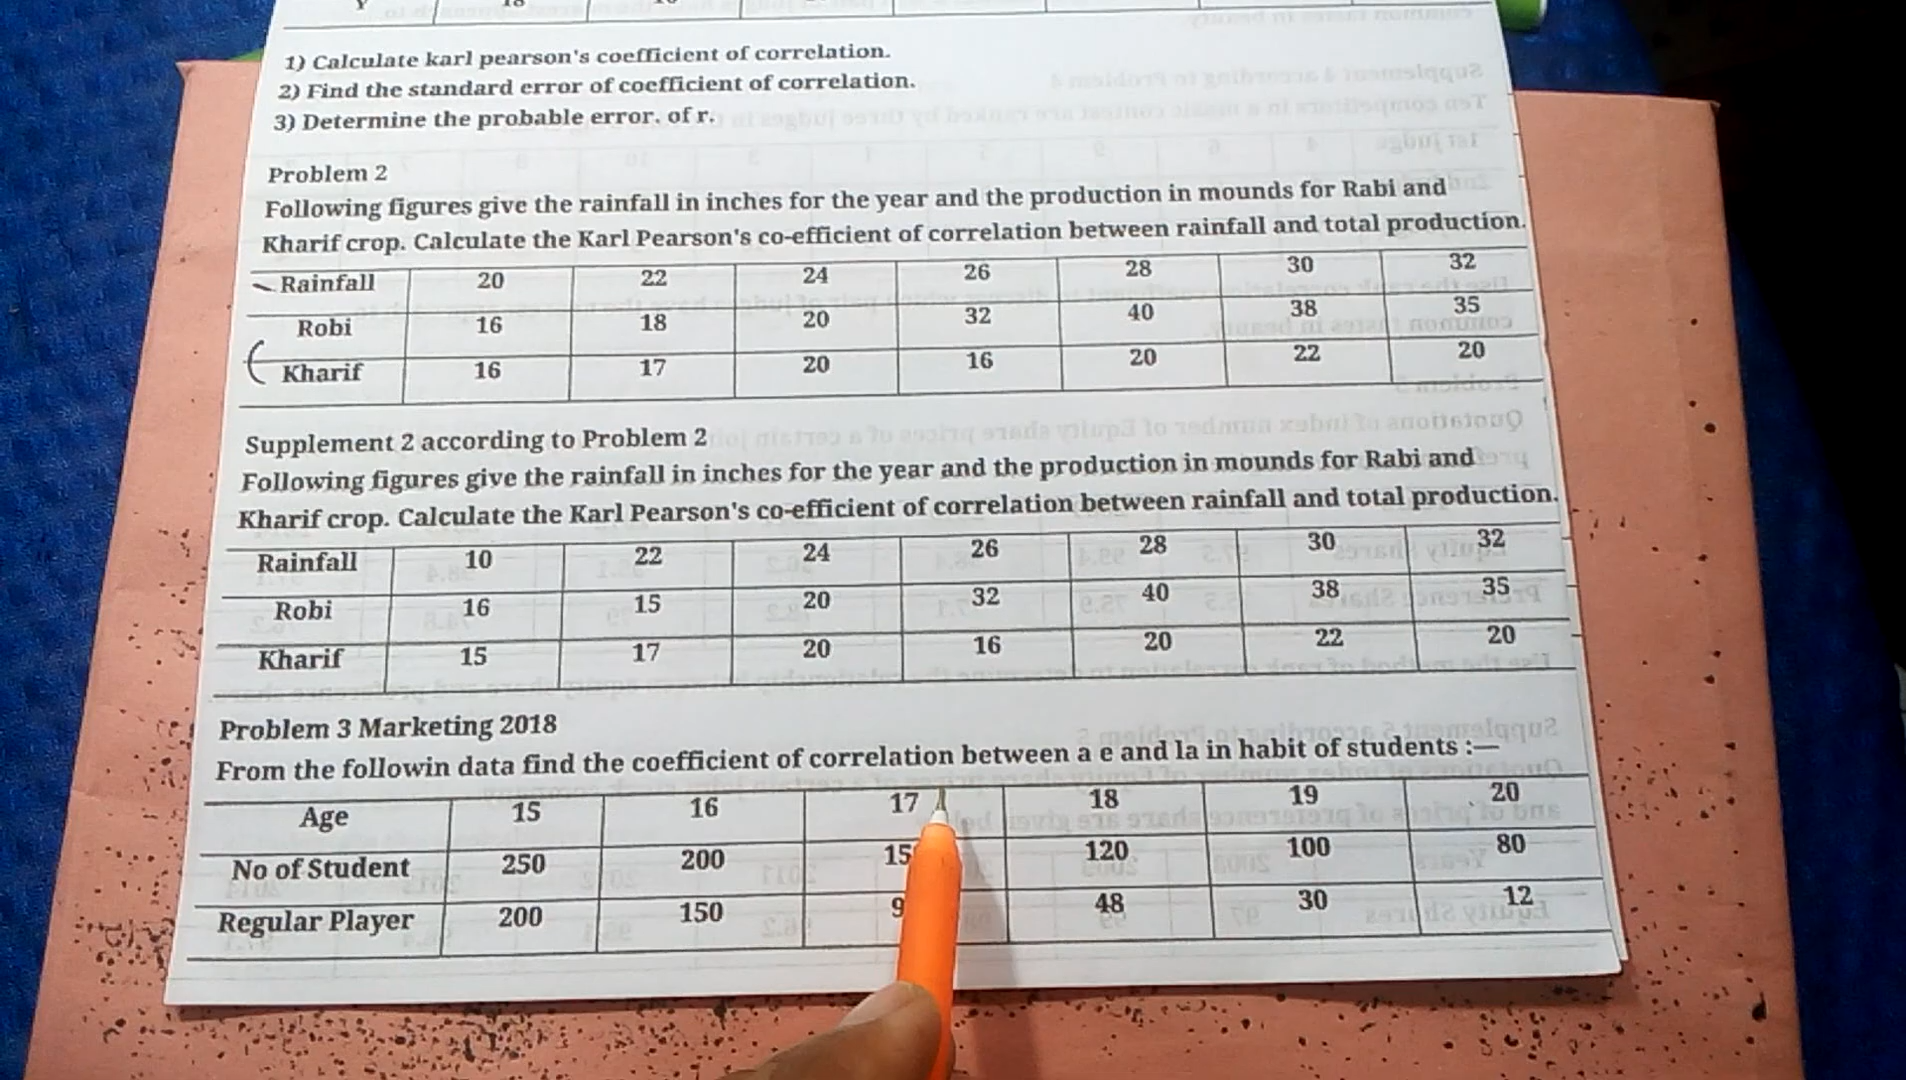 1) Calculate karl pearson's coefficient of correlation.
2) Find the standard error of coefficient of correlation.
3) Determine the probable error. of r.
Problem 2
Following figures give the rainfall in inches for the year and the production in mounds for Rabi and
Kharif crop. Calculate the Karl Pearson's co-efficient of correlation between rainfall and total production.
Rainfall 20 22 24 26 28 30 32
Robi 16 18 20 32 40 38 35
Kharif 16 17 20 16 20 22 20
Supplement 2 according to Problem 2
Following figures give the rainfall in inches for the year and the production in mounds for Rabi and
Kharif crop. Calculate the Karl Pearson's co-efficient of correlation between rainfall and total production.
Rainfall 10 22 24 26 28 30 32
Robi 16 15 20 32 40 38 35
Kharif 15 17 20 16 20 22 20
Problem 3 Marketing 2018
From the followin data find the coefficient of correlation between a e and la in habit of students :—
Age 15 16 17 18 19 20
No of Student 250 200 120 100 80
Regular Player 200 150 48 30 12